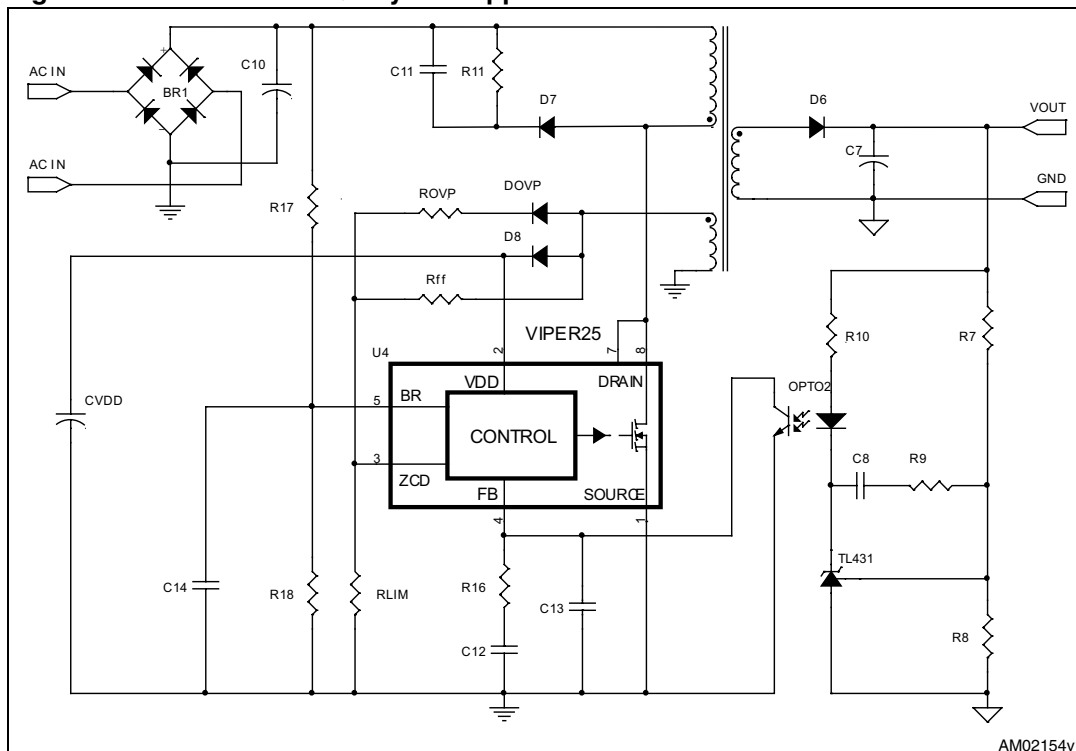 C10
C11
R11
AC IN
BR1
D7
D6
VOUT
C7
AC IN
GND
ROVP
DOVP
R17
D8
Rff
VIPER25
R10
R7
U4
2
7
8
OPTO2
CVDD
VDD
DRAIN
5
BR
CONTROL
C8
R9
3
ZCD
FB
SOURCE
4
1
TL431
C14
R18
RLIM
R16
C13
R8
C12
AM02154v